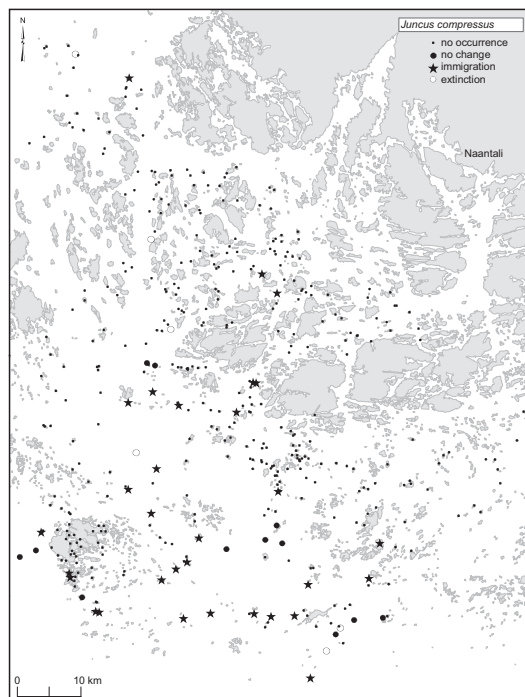 N
Juncus compressus
no occurrence
no change
immigration
extinction
Naantali
0 10 km